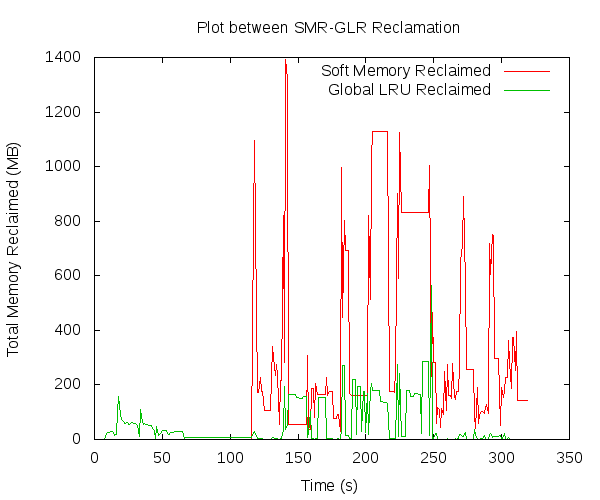 Plot between SMR-GLR Reclamation
1400
1200
1000
800
600
400
200
0
Total Memory Reclaimed (MB)
Soft Memory Reclaimed
Global LRU Reclaimed
0 50 100 150 200 250 300 350
Time (s)